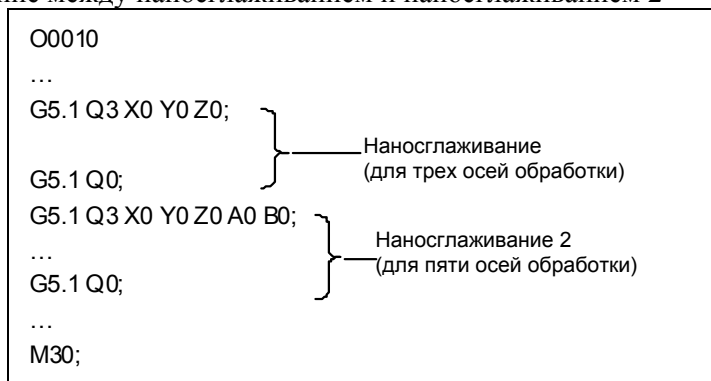 ние между наносглаживанием и наносглаживанием 2
O0010
…
G5.1 Q3 X0 Y0 Z0;
Наносглаживание
(для трех осей обработки)
G5.1 Q0;
G5.1 Q3 X0 Y0 Z0 A0 B0;
Наносглаживание 2
(для пяти осей обработки)
…
G5.1 Q0;
…
M30;